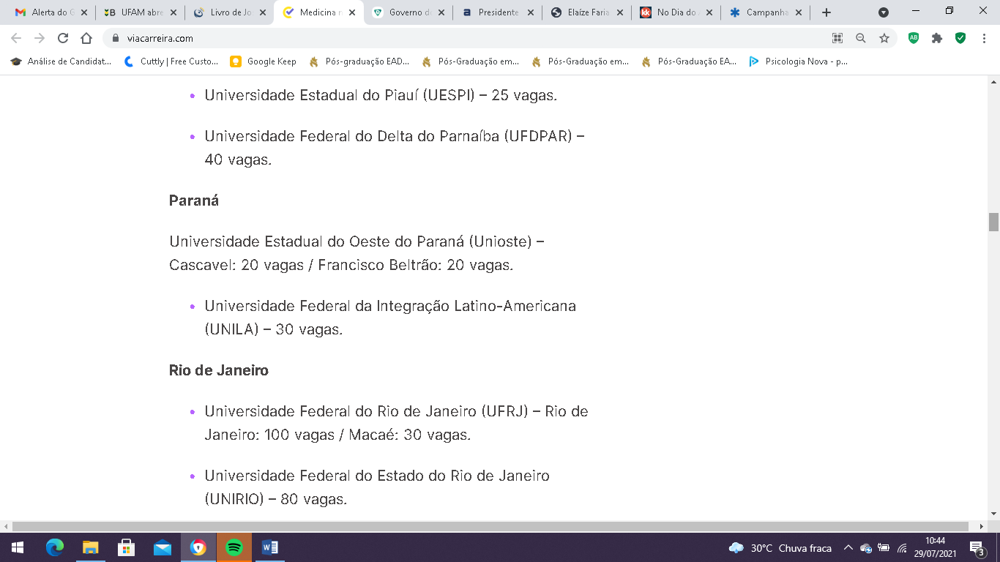 Alerta do G
UFAM abre
Livro de Jo
Medicina n
Governo d
Presidente
Elaíze Faria
No Dia do
Campanha
viacarreira.com
Análise de Candidat...
Cuttly | Free Custo...
Google Keep
Pós-graduação EAD...
Pós-Graduação em...
Pós-Graduação em...
Pós-Graduação EA...
Psicologia Nova - p...
• Universidade Estadual do Piauí (UESPI) – 25 vagas.
• Universidade Federal do Delta do Parnaíba (UFDPAR) –
40 vagas.
Paraná
Universidade Estadual do Oeste do Paraná (Unioste) –
Cascavel: 20 vagas / Francisco Beltrão: 20 vagas.
• Universidade Federal da Integração Latino-Americana
(UNILA) – 30 vagas.
Rio de Janeiro
• Universidade Federal do Rio de Janeiro (UFRJ) – Rio de
Janeiro: 100 vagas / Macaé: 30 vagas.
• Universidade Federal do Estado do Rio de Janeiro
(UNIRIO) – 80 vagas.
30°C Chuva fraca
10:44
29/07/2021
3